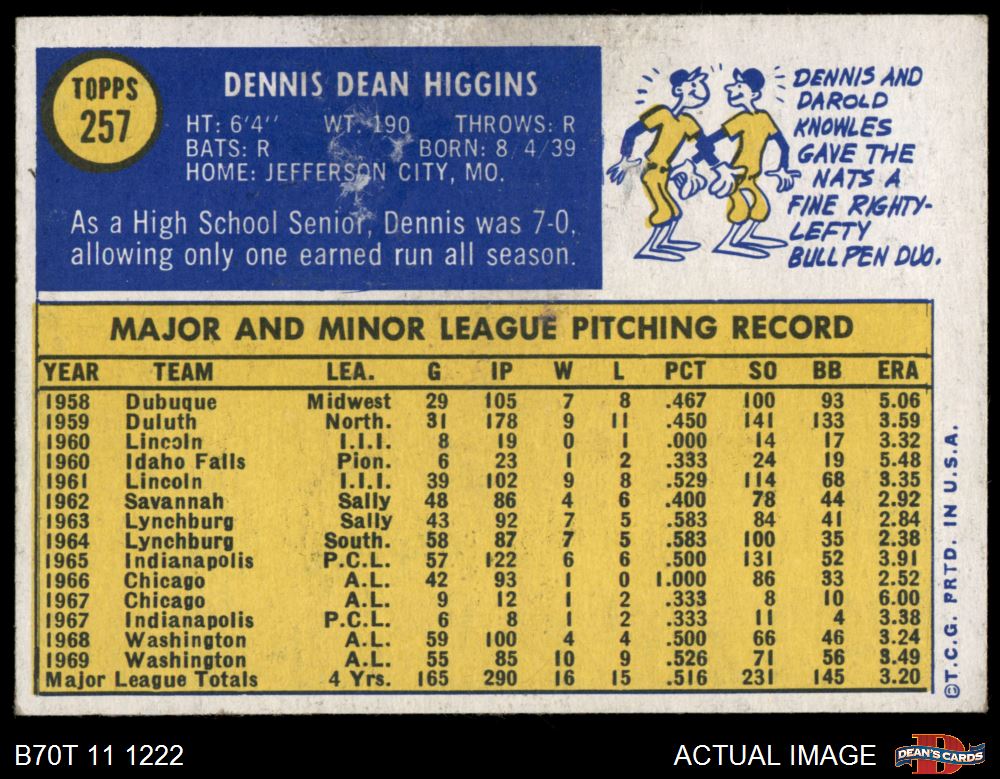 TOPPS
257
DENNIS DEAN HIGGINS
HT: 6'4'' WT. 190 THROWS: R
BATS: R BORN: 8 4 /39
HOME: JEFFERSON CITY, MO.
As a High School Senior, Dennis was 7-0,
allowing only one earned run all season.
DENNIS AND
DAROLD
KNOWLES
GAVE THE
NATS A
FINE RIGHTY-
LEFTY
BULLPEN DUO.
MAJOR AND MINOR LEAGUE PITCHING RECORD
YEAR TEAM LEA. G IP W L PCT SO BB ERA
1958 Dubuque Midwest 29 105 7 8 .467 100 93 5.06
1959 Duluth North. 31 178 9 11 .450 141 133 3.59
1960 Lincoln I.I.I. 8 19 0 1 .000 14 17 3.32
1960 Idaho Falls Pion. 6 23 1 2 .333 24 19 5.48
1961 Lincoln I.I.I. 39 102 9 8 .529 114 68 3.35
1962 Savannah Sally 48 86 4 6 .400 78 44 2.92
1963 Lynchburg Sally 43 92 7 5 .583 84 41 2.84
1964 Lynchburg South. 58 87 7 5 .583 100 35 2.38
1965 Indianapolis P.C.L. 57 122 6 6 .500 131 52 3.91
1966 Chicago A.L. 42 93 1 0 1.000 86 33 2.52
1967 Chicago A.L. 9 12 1 2 .333 8 10 6.00
1967 Indianapolis P.C.L. 6 8 1 2 .333 11 4 3.38
1968 Washington A.L. 59 100 4 4 .500 66 46 3.24
1969 Washington A.L. 55 85 10 9 .526 71 56 3.49
Major League Totals 4 Yrs. 165 290 16 15 .516 231 145 3.20
©T.C.G. PRTD. IN U.S.A.
B70T 11 1222
ACTUAL IMAGE
DEAN'S CARDS